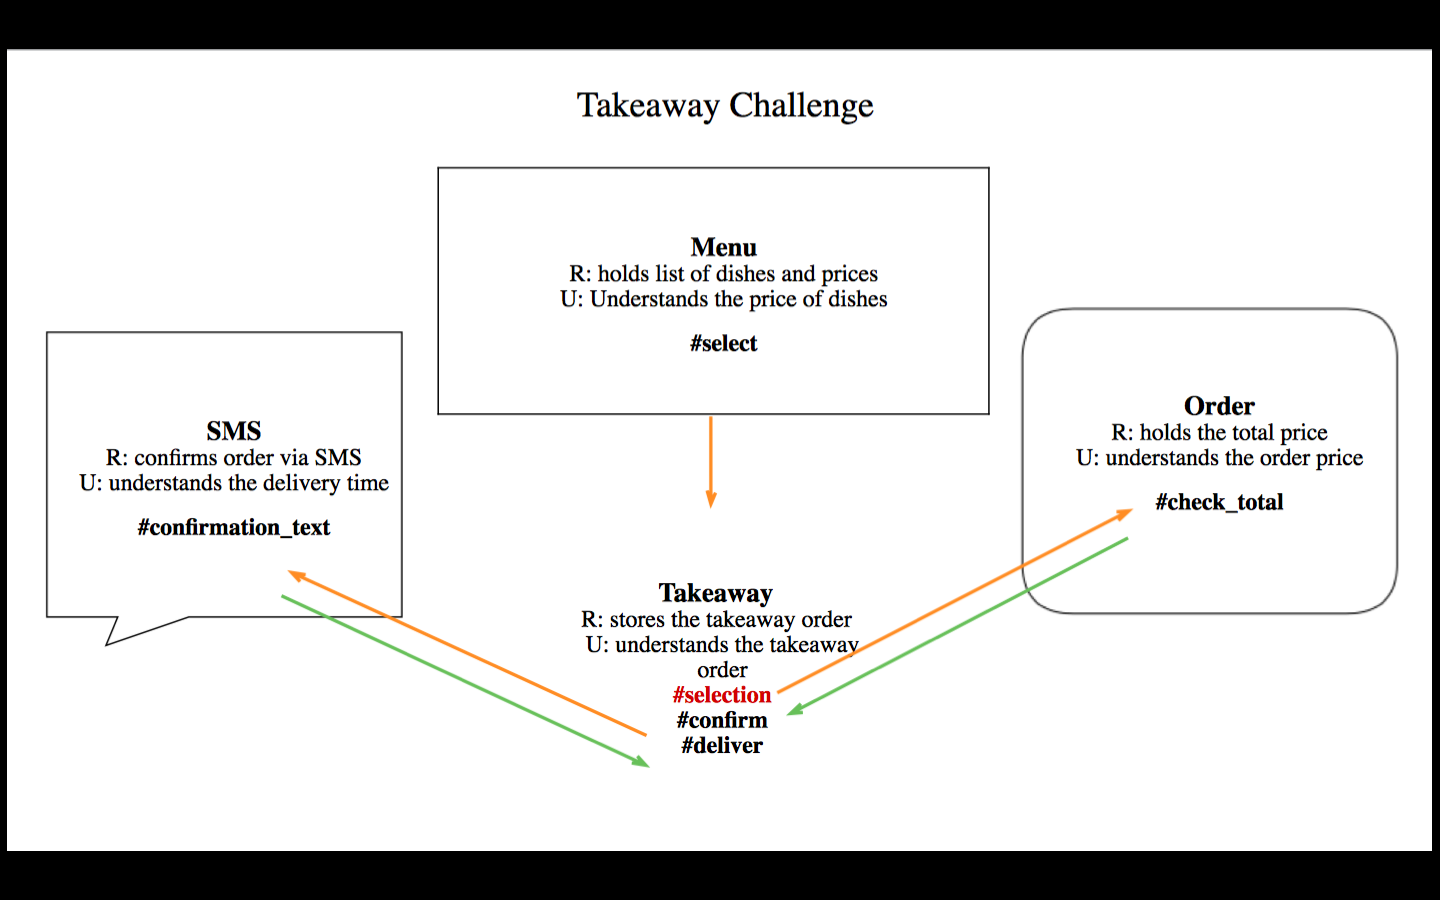 Takeaway Challenge
Menu
R: holds list of dishes and prices
U: Understands the price of dishes
#select
SMS
R: confirms order via SMS
U: understands the delivery time
#confirmation_text
Order
R: holds the total price
U: understands the order price
#check_total
Takeaway
R: stores the takeaway order
U: understands the takeaway
order
#selection
#confirm
#deliver